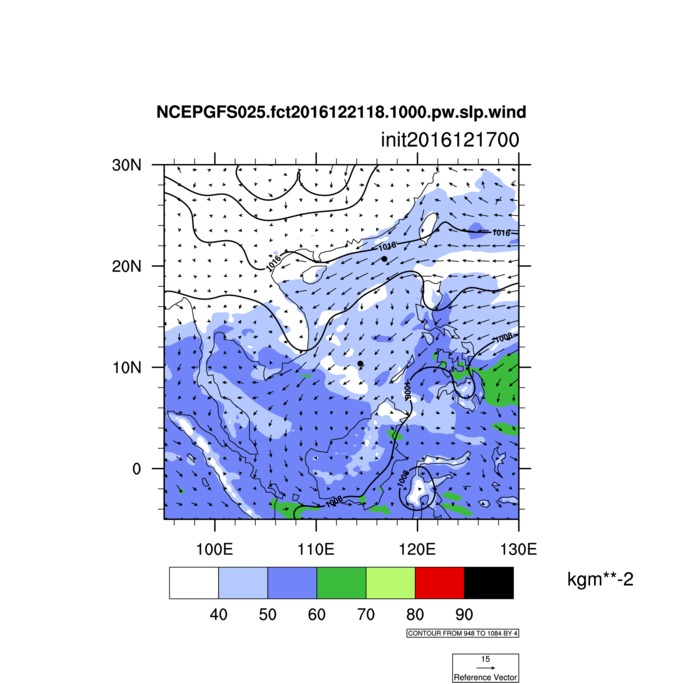 NCEPGFS025.fct2016122118.1000.pw.slp.wind
init2016121700
30N
1016
1016
1016
20N
1008
10N
1008
1008
0
1008
100E
110E
120E
130E
kgm**-2
40
50
60
70
80
90
CONTOUR FROM 948 TO 1084 BY 4
15
Reference Vector